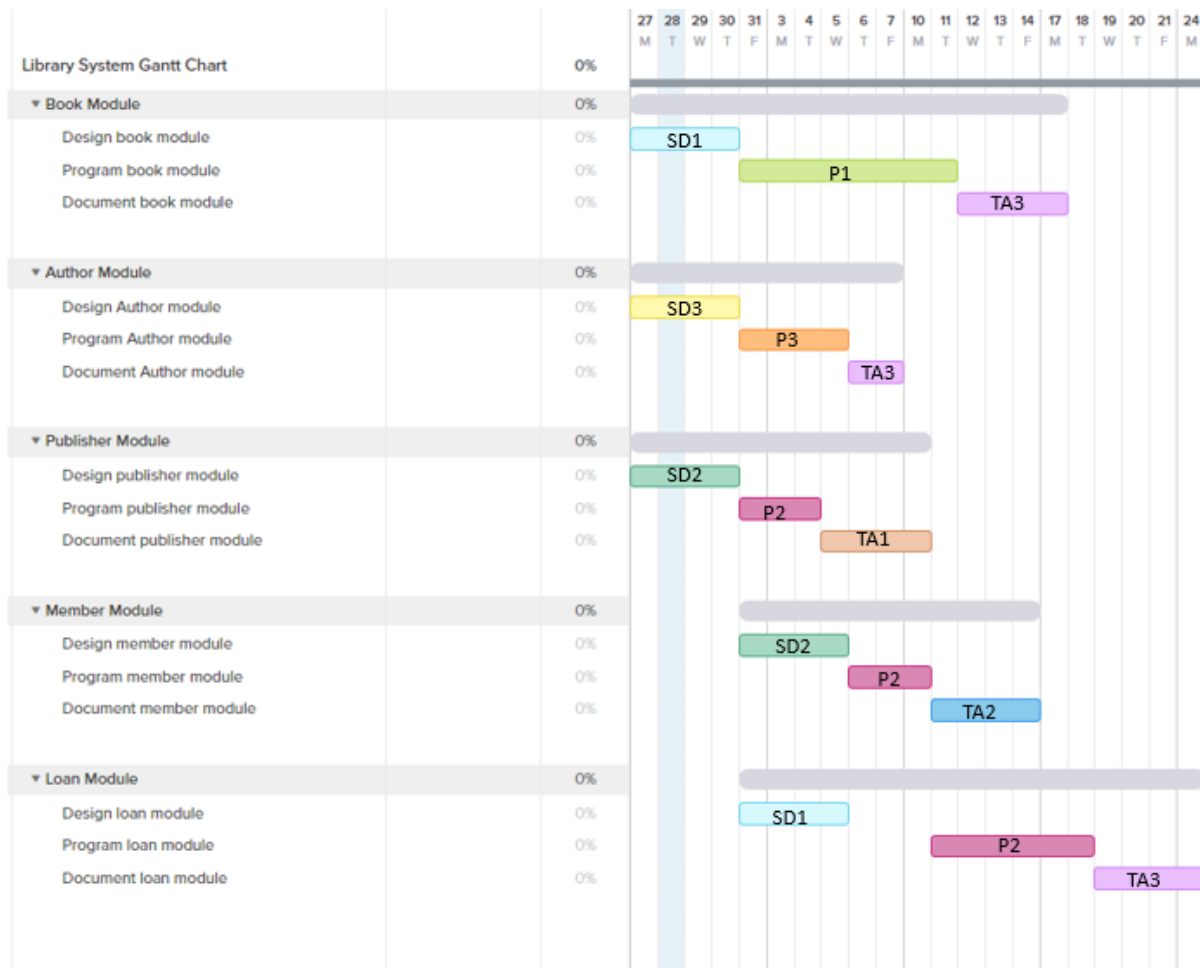 27 28 29 30 31 3 4 5 6 7 10 11 12 13 14 17 18 19 20 21 24
M T W T F M T W T F M T W T F M T W T F M
Library System Gantt Chart 0%
Book Module 0%
Design book module 0% SD1
Program book module 0% P1
Document book module 0% TA3
Author Module 0%
Design Author module 0% SD3
Program Author module 0% P3
Document Author module 0% TA3
Publisher Module 0%
Design publisher module 0% SD2
Program publisher module 0% P2
Document publisher module 0% TA1
Member Module 0%
Design member module 0% SD2
Program member module 0% P2
Document member module 0% TA2
Loan Module 0%
Design loan module 0% SD1
Program loan module 0% P2
Document loan module 0% TA3